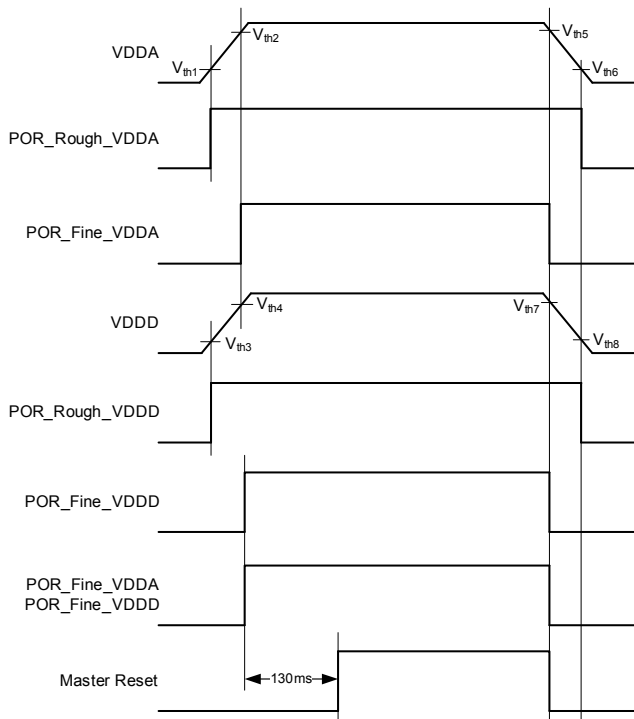 VDDA
Vth1
Vth2
Vth5
Vth6
POR_Rough_VDDA
POR_Fine_VDDA
VDDD
Vth3
Vth4
Vth7
Vth8
POR_Rough_VDDD
POR_Fine_VDDD
POR_Fine_VDDA
POR_Fine_VDDD
Master Reset
130ms